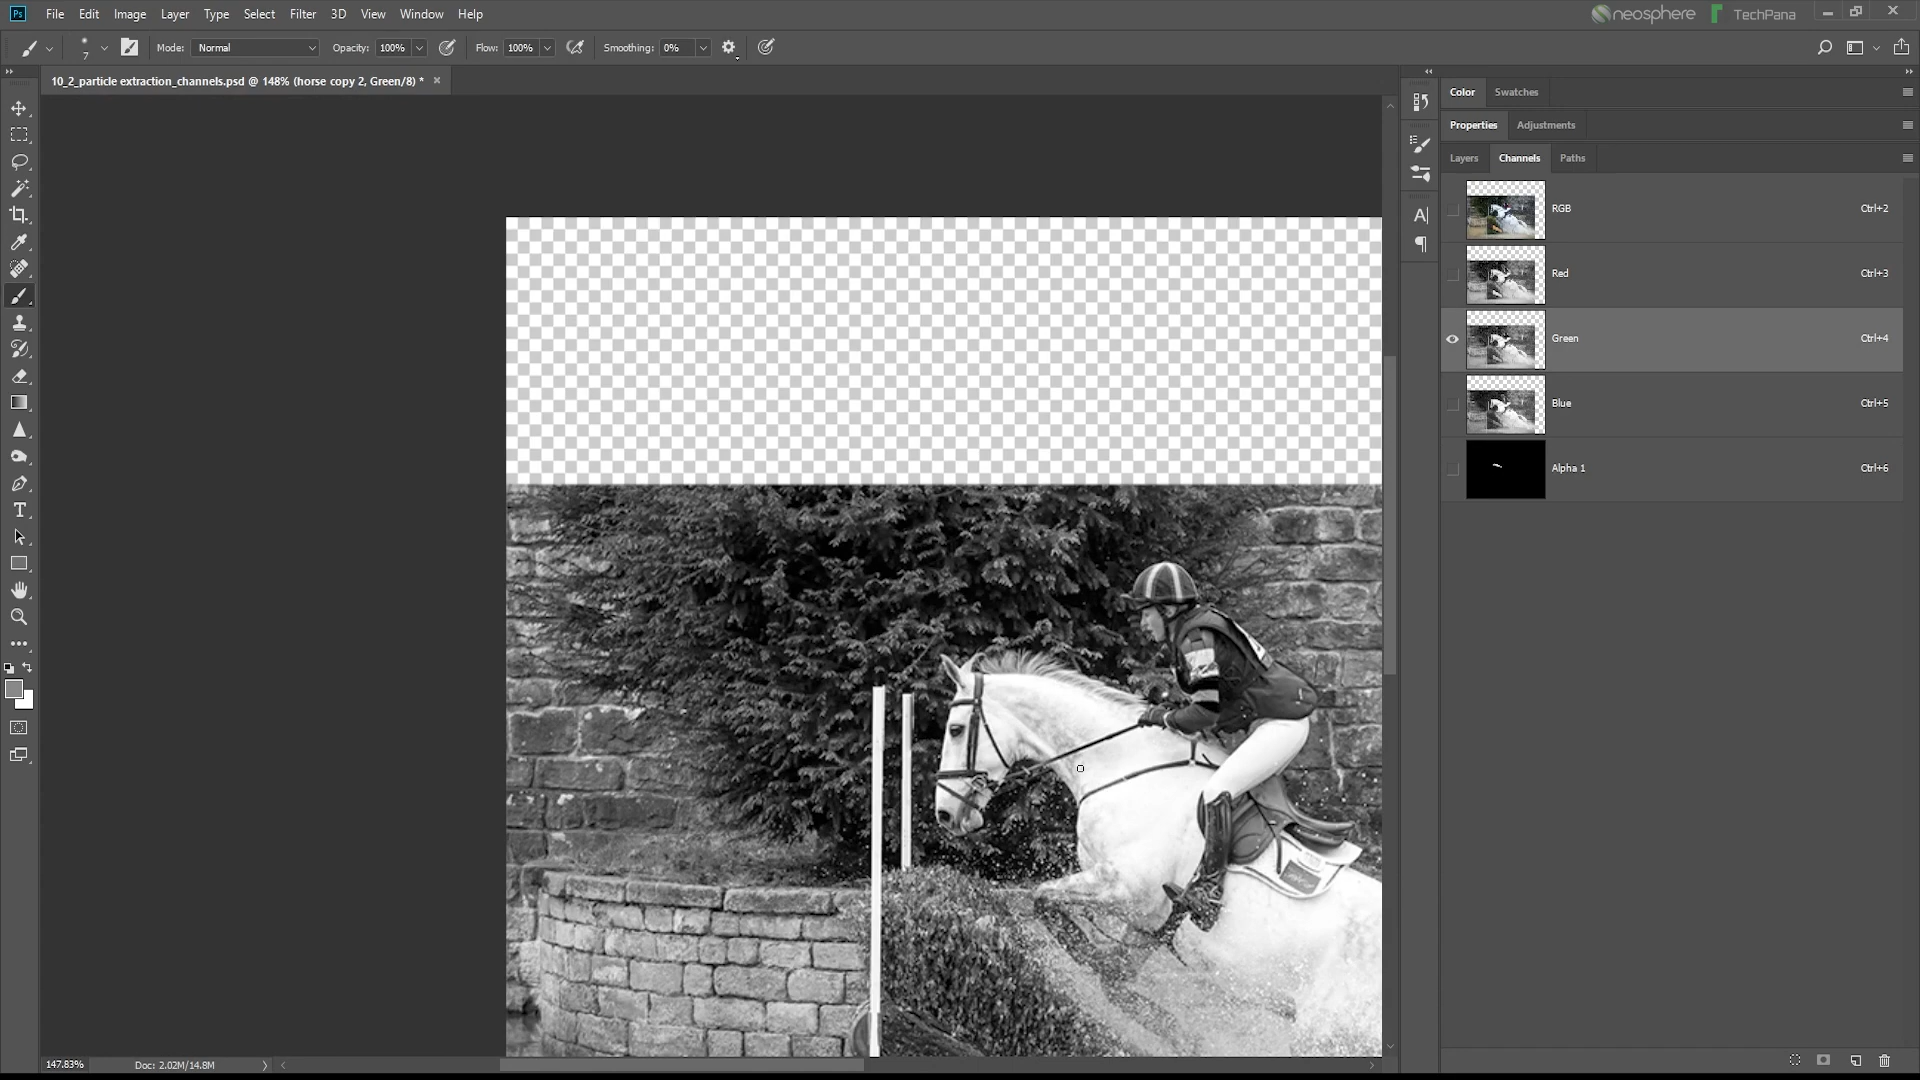 Ps File Edit Image Layer Type Select Filter 3D View Window Help neosphere TechPana
7 Mode: Normal Opacity: 100% Flow: 100% Smoothing: 0%
10_2_particle extraction_channels.psd @ 148% (horse copy 2, Green/8) * ×
Color Swatches
Properties Adjustments
Layers Channels Paths
RGB Ctrl+2
Red Ctrl+3
Green Ctrl+4
Blue Ctrl+5
Alpha 1 Ctrl+6
147.83% Doc: 2.02M/14.8M